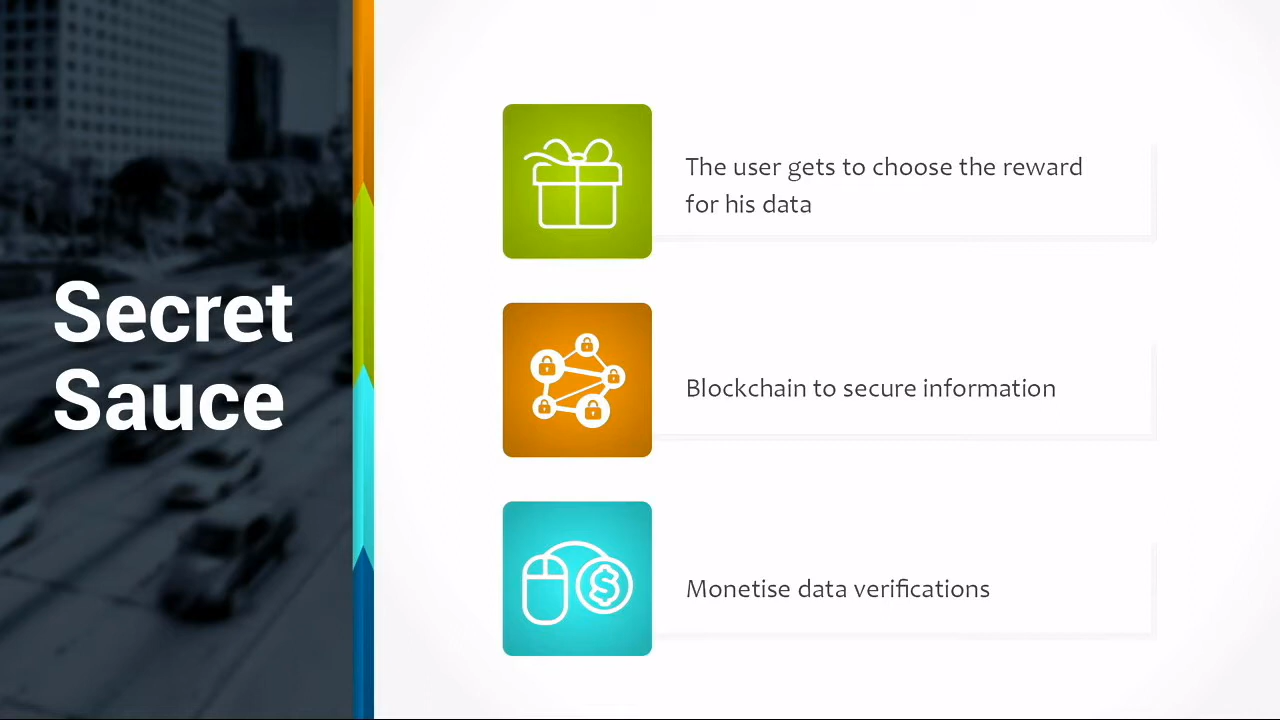 Secret
Sauce
The user gets to choose the reward
for his data
Blockchain to secure information
Monetise data verifications